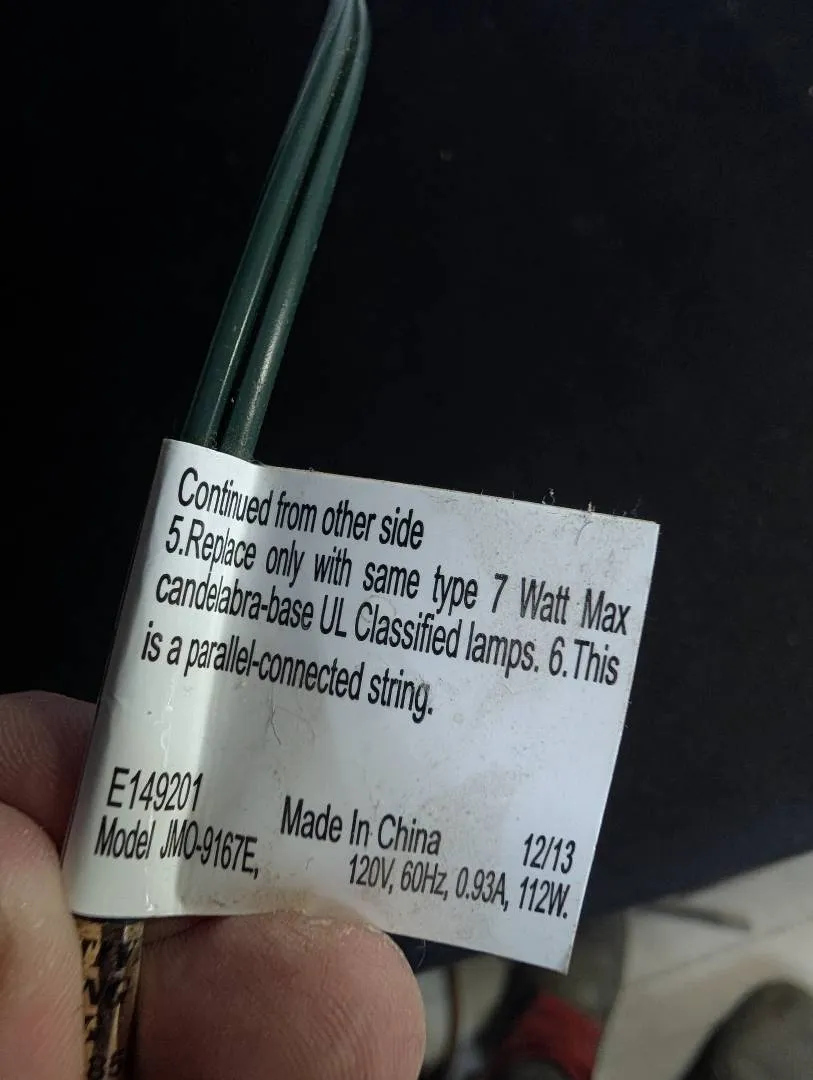 Continued from other side
5.Replace only with same type 7 Watt Max
candelabra-base UL Classified lamps. 6.This
is a parallel-connected string.
E149201
Made In China
12/13
Model JMO-9167E,
120V, 60Hz, 0.93A, 112W.